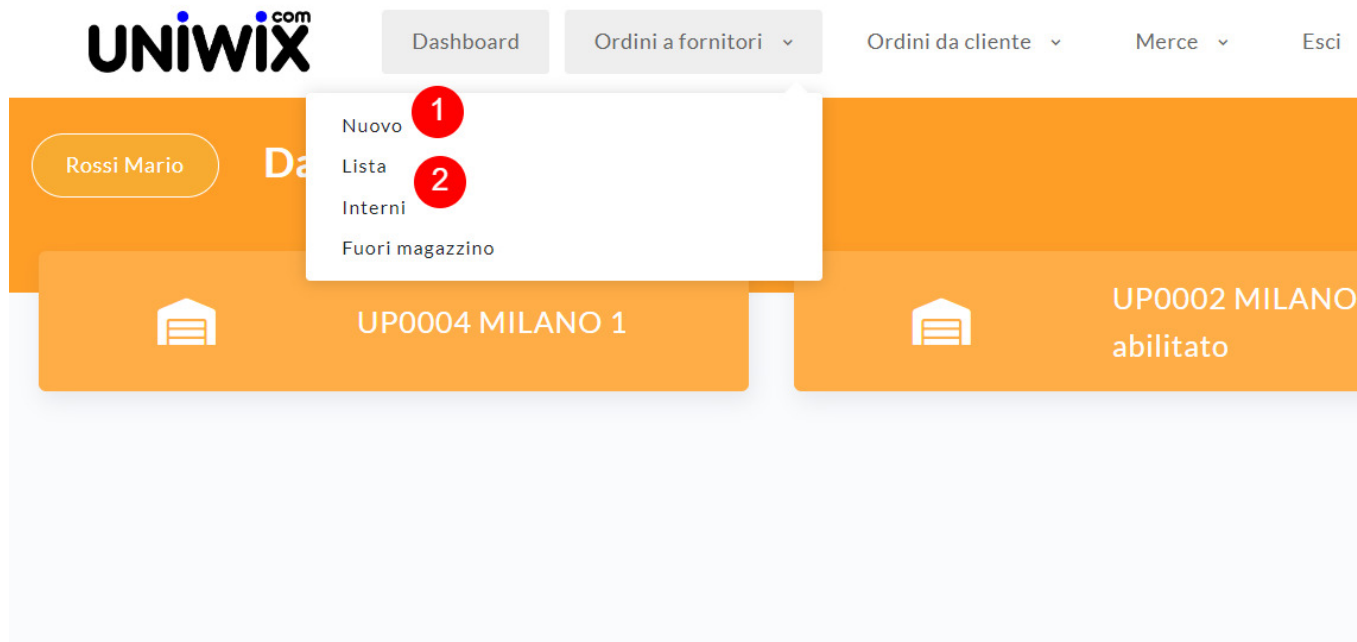 UNiWiX com
Dashboard
Ordini a fornitori
Ordini da cliente
Merce
Esci
Nuovo
1
Lista
2
Interni
Fuori magazzino
Rossi Mario
Da
UP0004 MILANO 1
UP0002 MILANO
abilitato